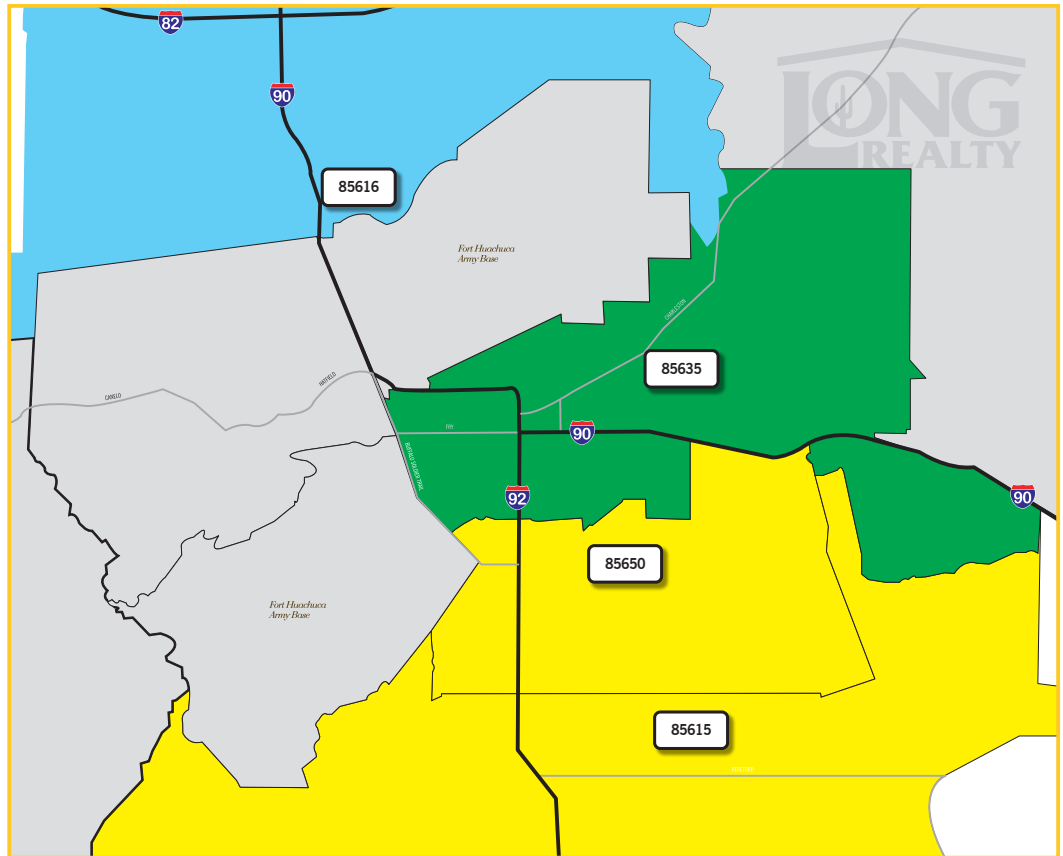 82
90
LONG
REALTY
85616
Fort Huachuca
Army Base
CHARLESTON
85635
HATFIELD
CANELO
FRY
90
BUFFALO SOLDIER TRAIL
92
90
85650
Fort Huachuca
Army Base
85615